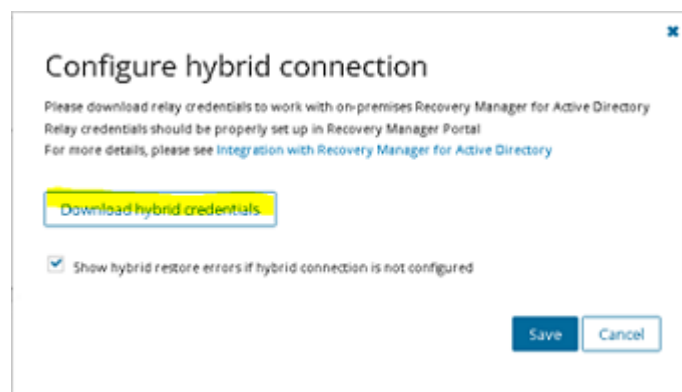 Configure hybrid connection
Please download relay credentials to work with on-premises Recovery Manager for Active Directory
Relay credentials should be properly set up in Recovery Manager Portal
For more details, please see Integration with Recovery Manager for Active Directory
Download hybrid credentials
Show hybrid restore errors if hybrid connection is not configured
Save Cancel